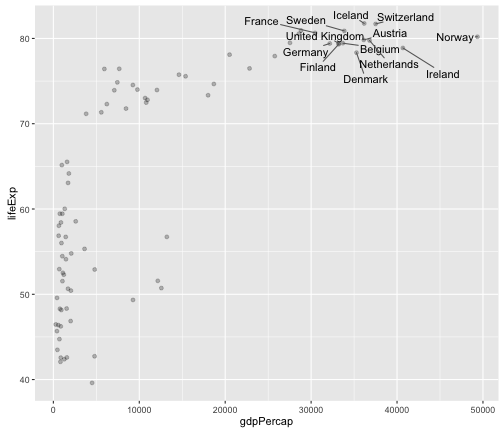 Iceland
France Sweden Switzerland
United Kingdom Austria Norway
Germany Belgium
Finland Netherlands
Denmark Ireland
80
70
60
50
40
lifeExp
0 10000 20000 30000 40000 50000
gdpPercap